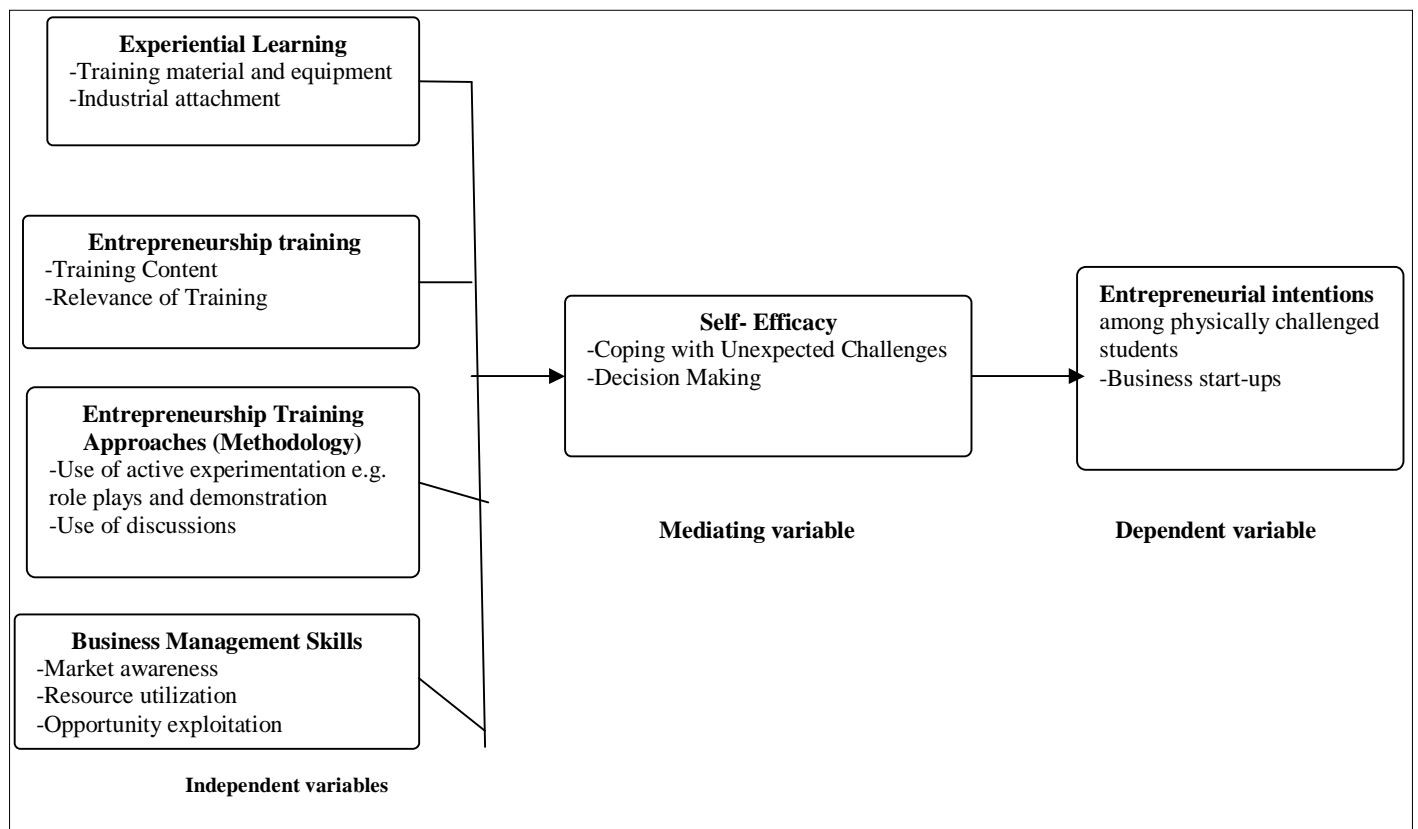 Experiential Learning
-Training material and equipment
-Industrial attachment
Entrepreneurship training
-Training Content
-Relevance of Training
Entrepreneurship Training
Approaches (Methodology)
-Use of active experimentation e.g.
role plays and demonstration
-Use of discussions
Business Management Skills
-Market awareness
-Resource utilization
-Opportunity exploitation
Independent variables
Self- Efficacy
-Coping with Unexpected Challenges
-Decision Making
Mediating variable
Entrepreneurial intentions
among physically challenged
students
-Business start-ups
Dependent variable